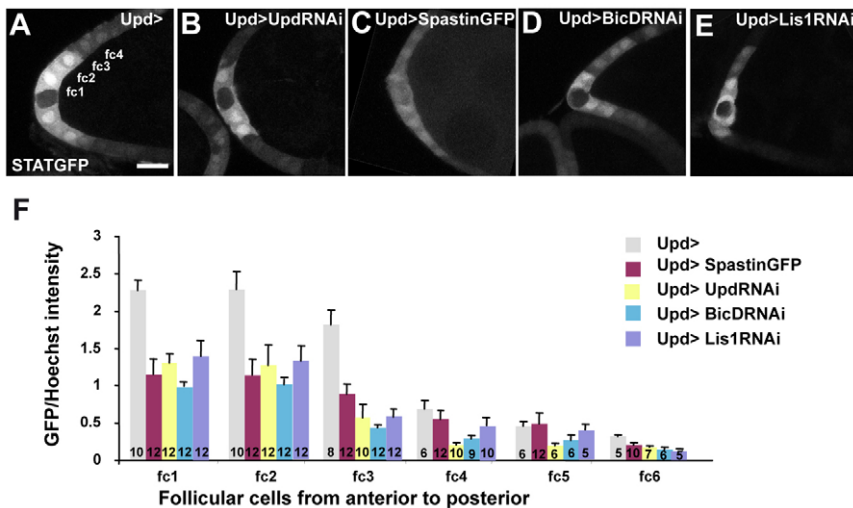 A
Upd>
fc4
fc3
fc2
fc1
STATGFP
B
Upd>UpdRNAi
C
Upd>SpastinGFP
D
Upd>BicDRNAi
E
Upd>Lis1RNAi
F
GFP/Hoechst intensity
3
2.5
2
1.5
1
0.5
0
Upd>
Upd> SpastinGFP
Upd> UpdRNAi
Upd> BicDRNAi
Upd> Lis1RNAi
10 12 12 12 12
10 12 12 12 12
8 12 10 12 12
6 12 10 9 10
6 12 6 6 5
5 10 7 6 5
fc1 fc2 fc3 fc4 fc5 fc6
Follicular cells from anterior to posterior